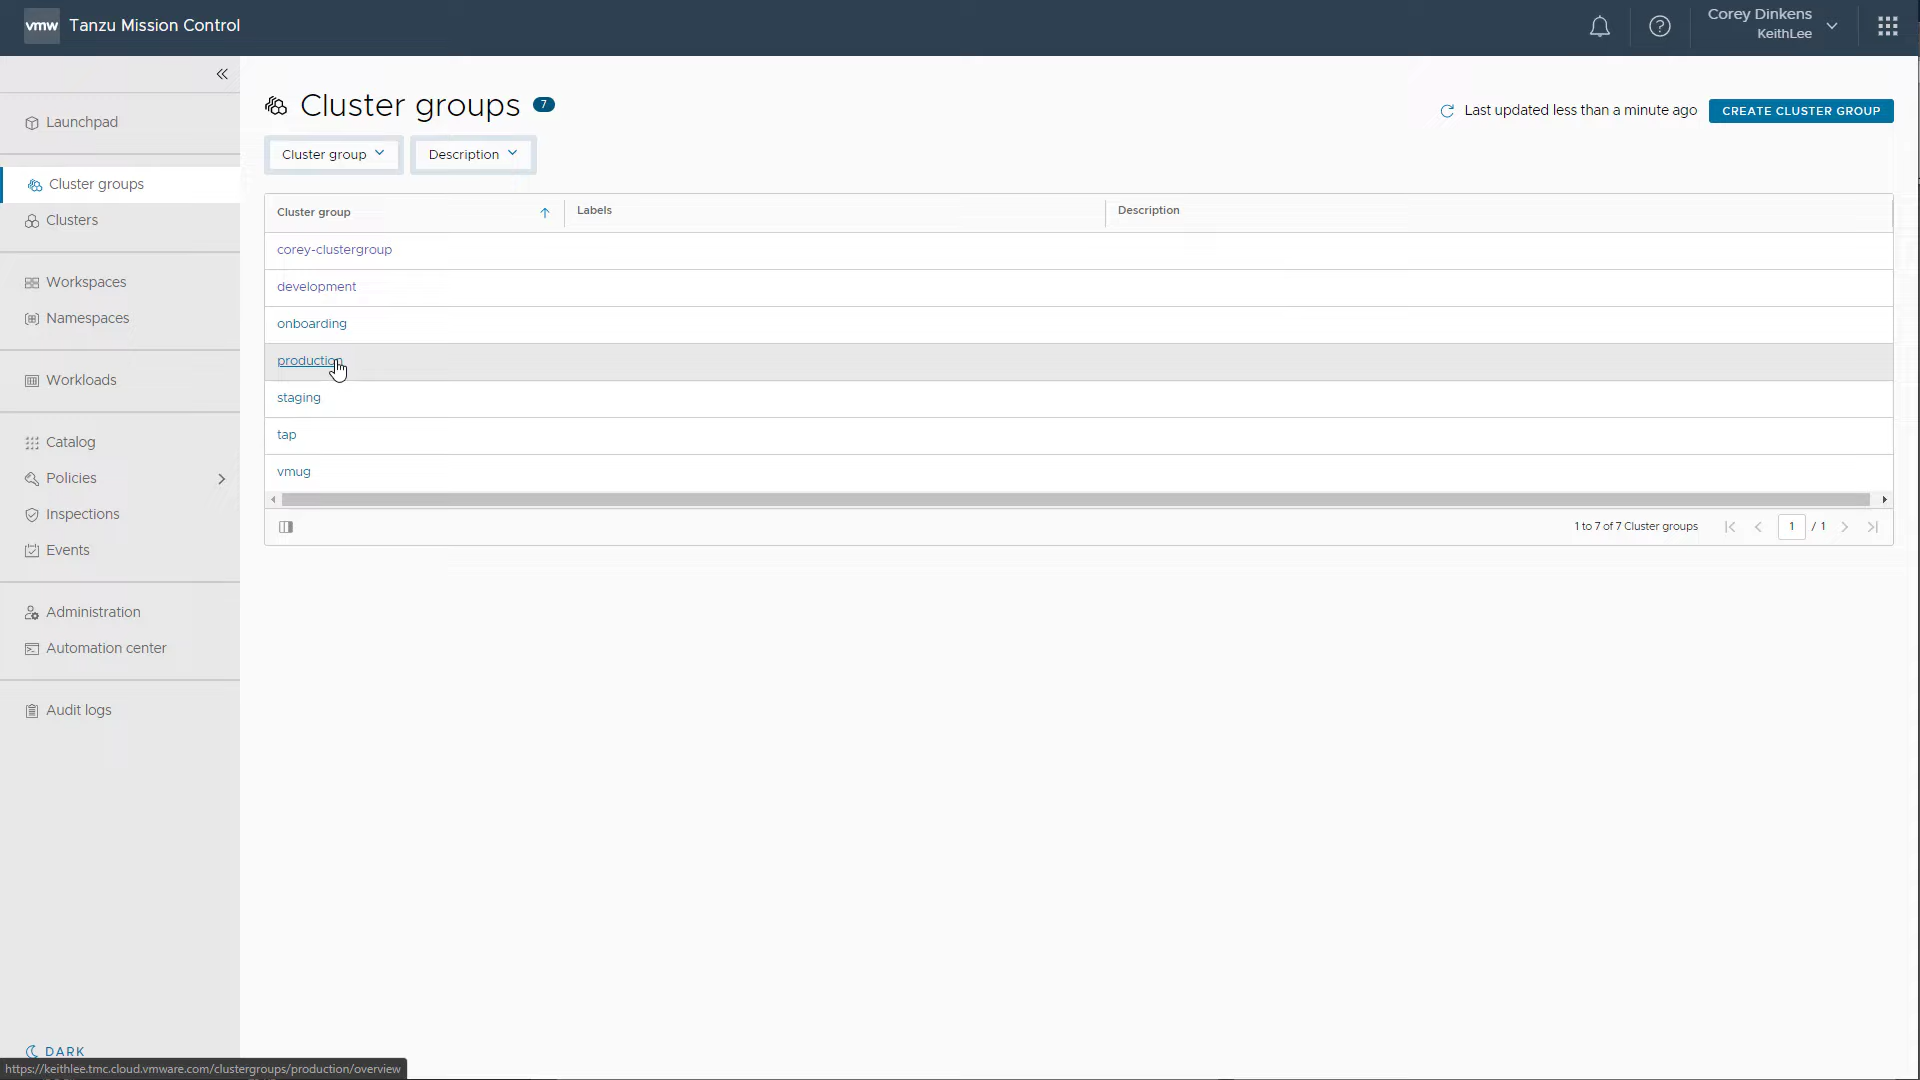 vmw Tanzu Mission Control
Corey Dinkens
KeithLee
Launchpad
Cluster groups
Clusters
Workspaces
Namespaces
Workloads
Catalog
Policies
Inspections
Events
Administration
Automation center
Audit logs
DARK
Cluster groups 7
Last updated less than a minute ago
CREATE CLUSTER GROUP
Cluster group
Description
Cluster group Labels Description
corey-clustergroup
development
onboarding
production
staging
tap
vmug
1 to 7 of 7 Cluster groups 1 / 1
https://keithlee.tmc.cloud.vmware.com/clustergroups/production/overview